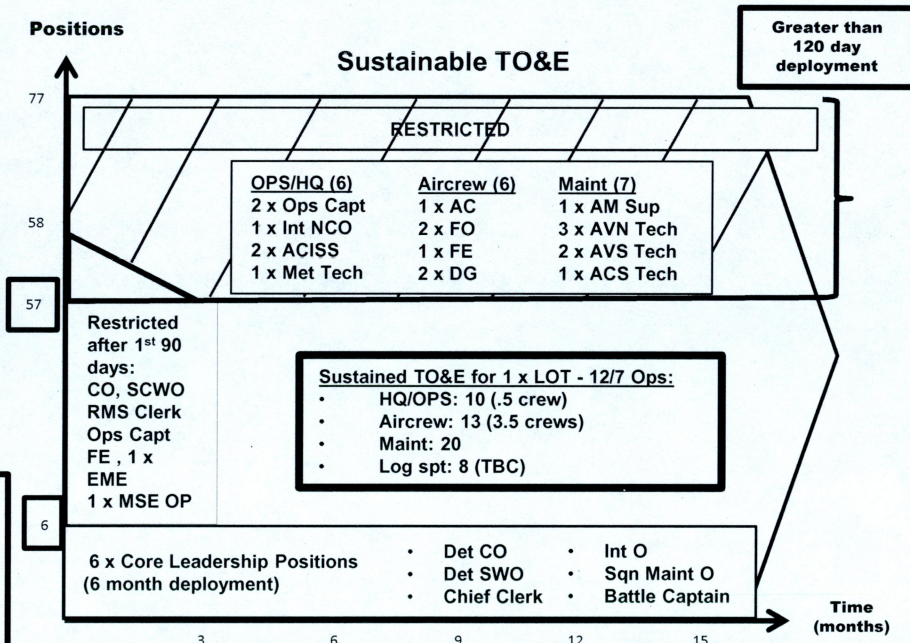 Positions
Sustainable TO&E
Greater than
120 day
deployment
77
RESTRICTED
OPS/HQ (6)
2 x Ops Capt
1 x Int NCO
2 x ACISS
1 x Met Tech
Aircrew (6)
1 x AC
2 x FO
1 x FE
2 x DG
Maint (7)
1 x AM Sup
3 x AVN Tech
2 x AVS Tech
1 x ACS Tech
58
57
Restricted
after 1st 90
days:
CO, SCWO
RMS Clerk
Ops Capt
FE , 1 x
EME
1 x MSE OP
Sustained TO&E for 1 x LOT - 12/7 Ops:
• HQ/OPS: 10 (.5 crew)
• Aircrew: 13 (3.5 crews)
• Maint: 20
• Log spt: 8 (TBC)
6
6 x Core Leadership Positions
(6 month deployment)
• Det CO
• Det SWO
• Chief Clerk
• Int O
• Sqn Maint O
• Battle Captain
Time
(months)
3 6 9 12 15